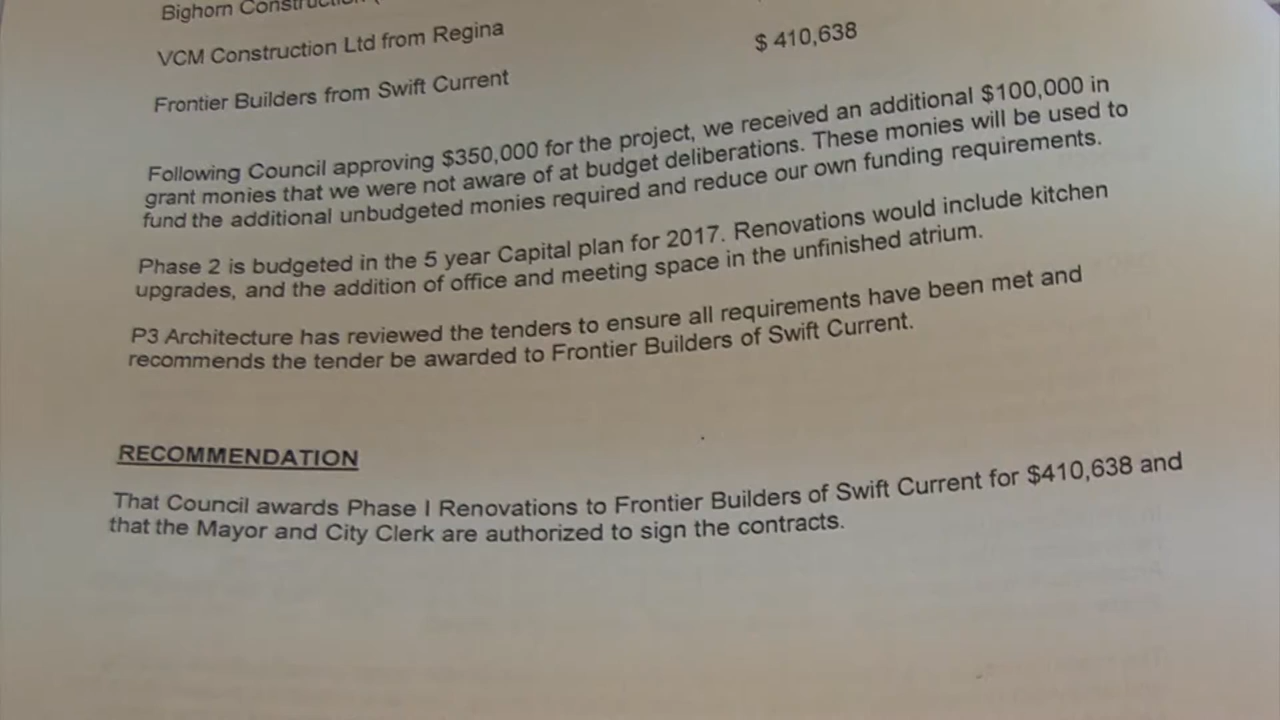 Bighorn Construction
VCM Construction Ltd from Regina
$ 410,638
Frontier Builders from Swift Current
Following Council approving $350,000 for the project, we received an additional $100,000 in
grant monies that we were not aware of at budget deliberations. These monies will be used to
fund the additional unbudgeted monies required and reduce our own funding requirements.
Phase 2 is budgeted in the 5 year Capital plan for 2017. Renovations would include kitchen
upgrades, and the addition of office and meeting space in the unfinished atrium.
P3 Architecture has reviewed the tenders to ensure all requirements have been met and
recommends the tender be awarded to Frontier Builders of Swift Current.
RECOMMENDATION
That Council awards Phase I Renovations to Frontier Builders of Swift Current for $410,638 and
that the Mayor and City Clerk are authorized to sign the contracts.